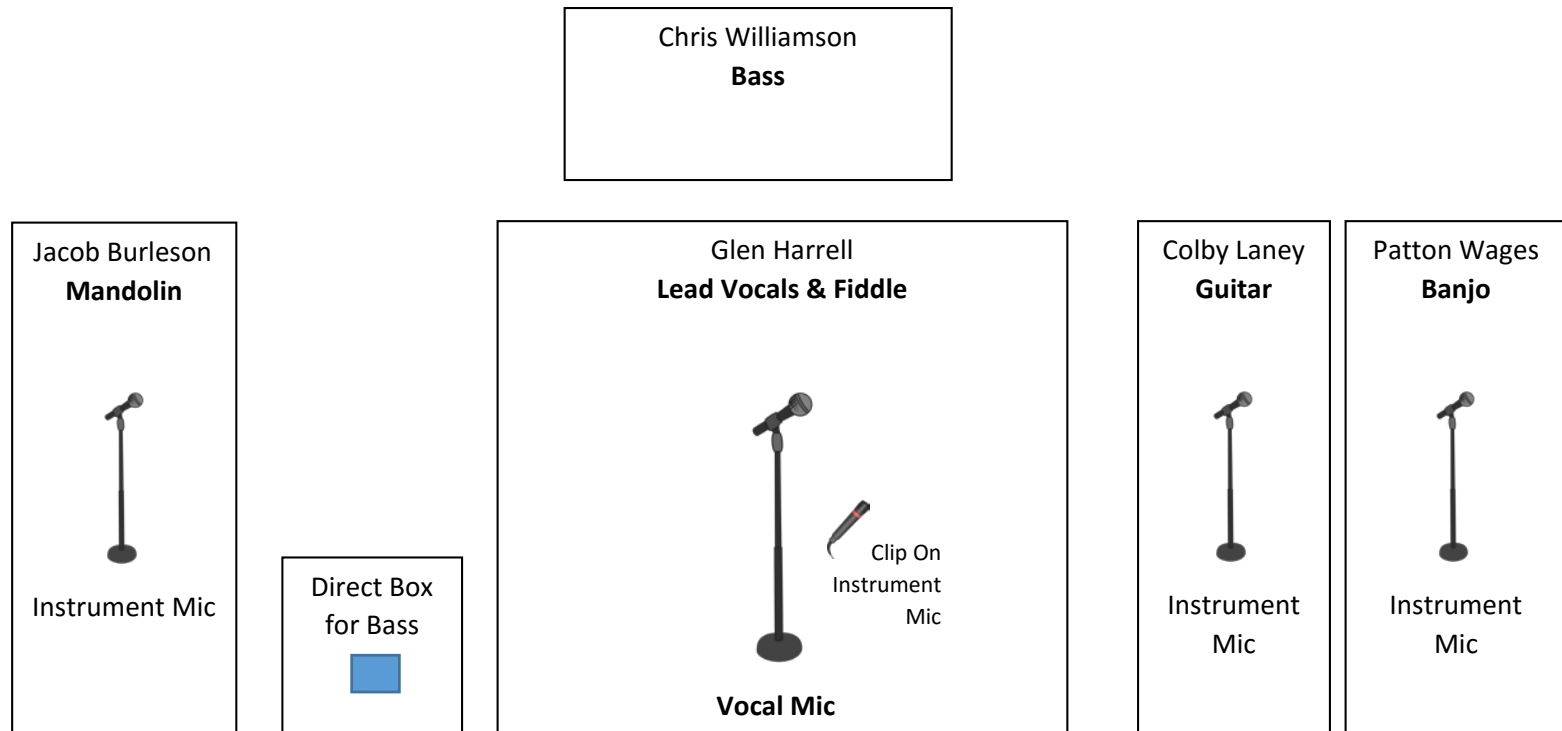 Chris Williamson
Bass
Jacob Burleson
Mandolin
Instrument Mic
Direct Box
for Bass
Glen Harrell
Lead Vocals & Fiddle
Clip On
Instrument
Mic
Vocal Mic
Colby Laney
Guitar
Instrument
Mic
Patton Wages
Banjo
Instrument
Mic